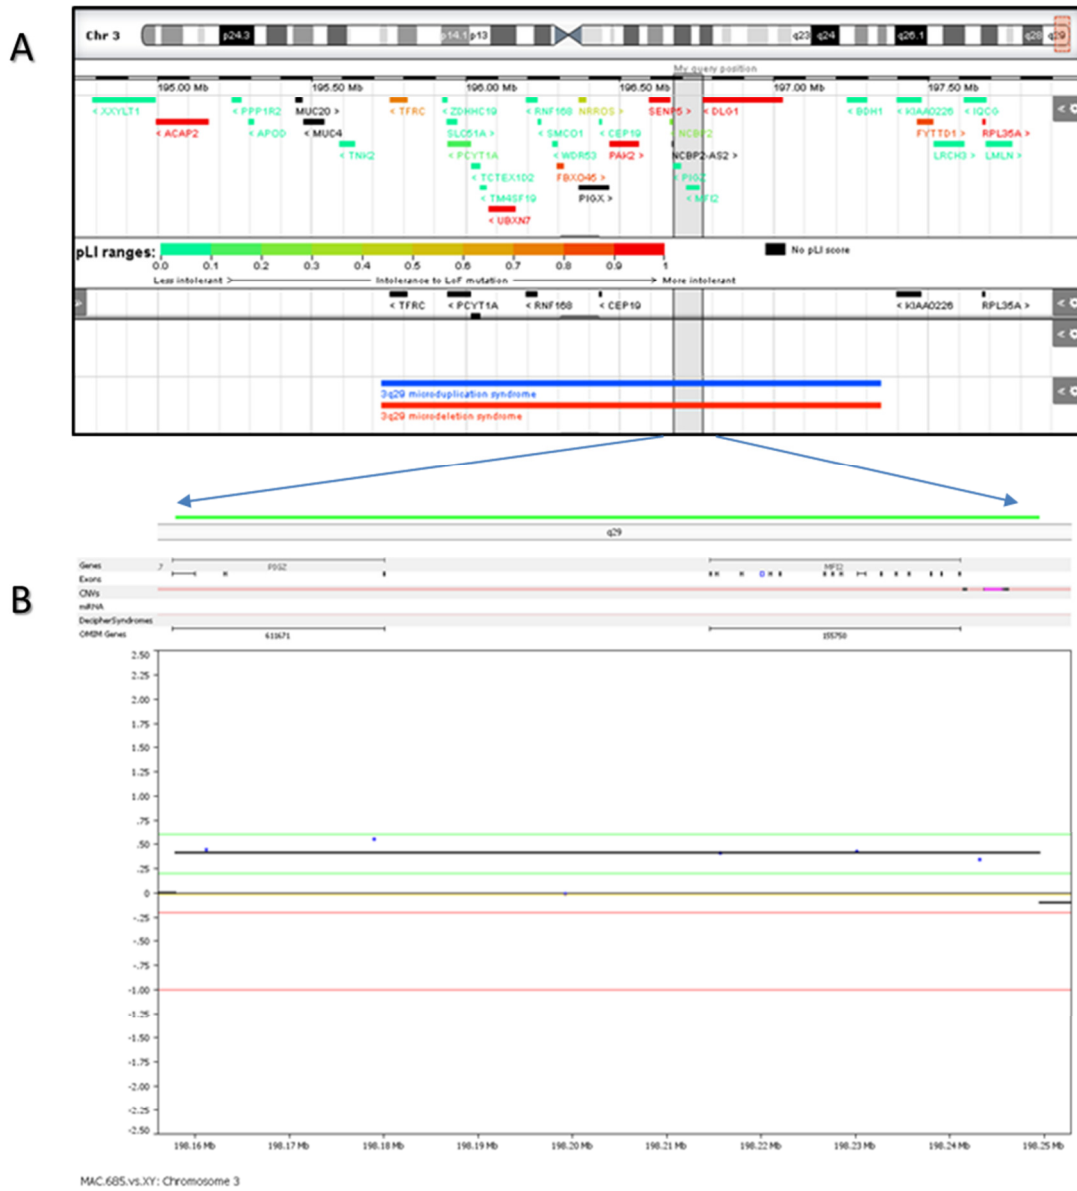 A
Chr 3 p24.3 p14.1 p13 q23 q24 q26.1 q28 q29
My query position
195.00 Mb 195.50 Mb 196.00 Mb 196.50 Mb 197.00 Mb 197.50 Mb
< XXYLT1 < PPP1R2 MUC20 > < TFRC < ZDHHC19 < RNF168 NRROS > SENP5 > < DLG1 < BDH1 < KIAA0226 < IQCG
< ACAP2 < APOD < MUC4 < SLC51A > < SMCO1 < CEP19 < NCBP2 FYTTD1 > RPL35A >
< TNK2 < PCYT1A < WDR53 PAK2 > NCBP2-AS2 > < LRCH3 > < LMLN >
< TCTEX1D2 FBXO45 > < PIGZ
< TM4SF19 PIGX > < MFI2
< UBXN7
pLI ranges: No pLI score
0.0 0.1 0.2 0.3 0.4 0.5 0.6 0.7 0.8 0.9 1
Less intolerant > Intolerance to LoF mutation > More intolerant
< TFRC < PCYT1A < RNF168 < CEP19 < KIAA0226 RPL35A >
3q29 microduplication syndrome
3q29 microdeletion syndrome
q29
B
Genes 7 PIGZ MFI2
Exons
CNVs
miRNA
DecipherSyndromes
OMIM Genes 611671 155750
2.50
2.25
2.00
1.75
1.50
1.25
1.00
.75
.50
.25
0
-.25
-.50
-.75
-1.00
-1.25
-1.50
-1.75
-2.00
-2.25
-2.50
198.16 Mb 198.17 Mb 198.18 Mb 198.19 Mb 198.20 Mb 198.21 Mb 198.22 Mb 198.23 Mb 198.24 Mb 198.25 Mb
MAC.685.vs.XY: Chromosome 3